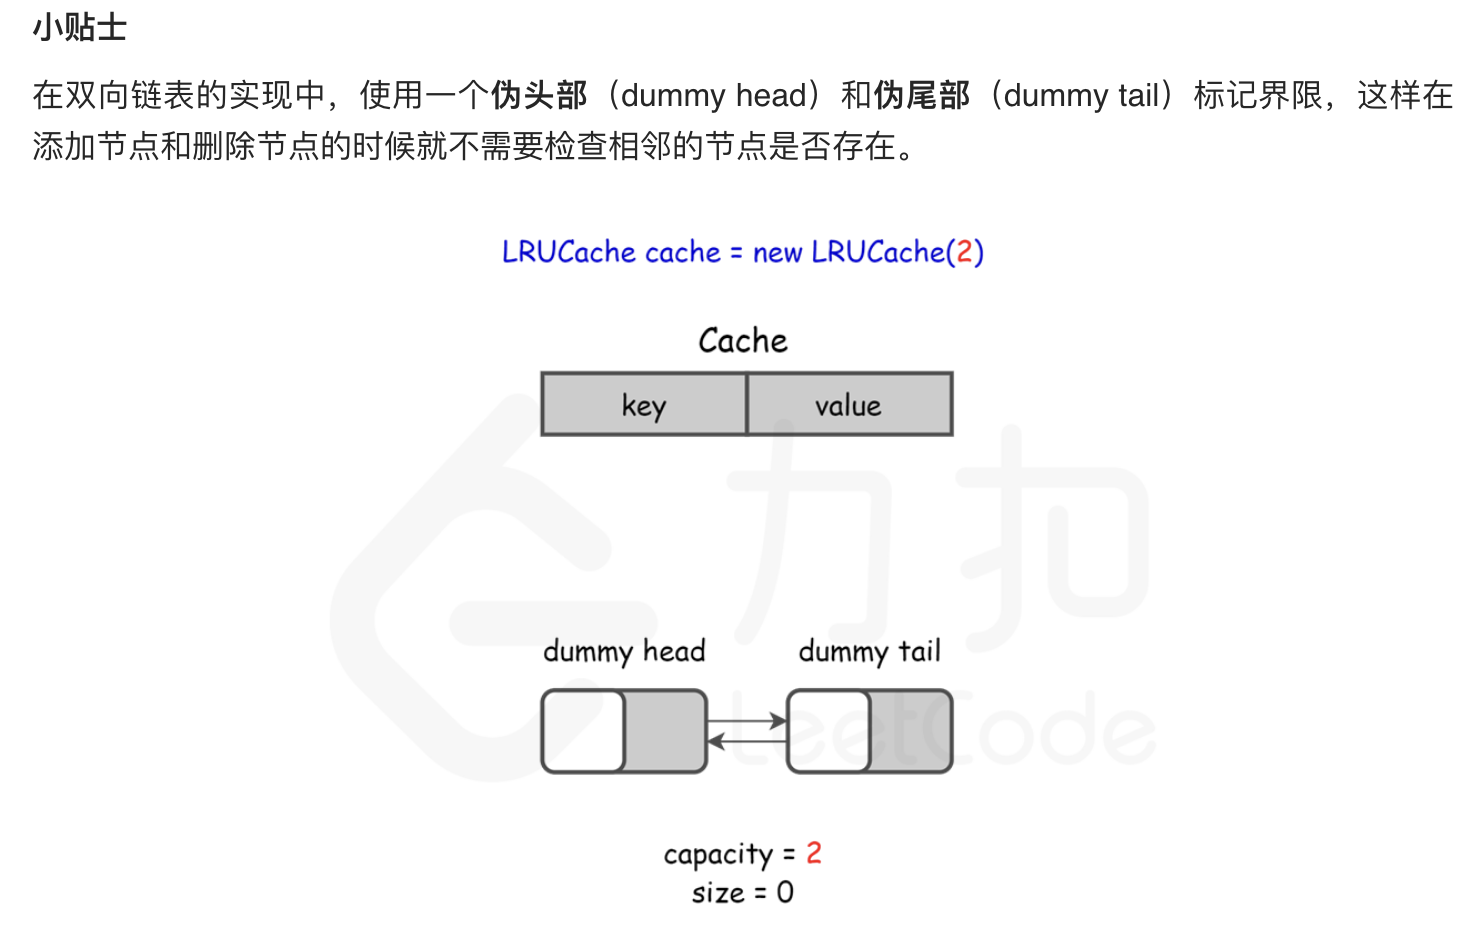 小贴士
在双向链表的实现中，使用一个伪头部（dummy head）和伪尾部（dummy tail）标记界限，这样在
添加节点和删除节点的时候就不需要检查相邻的节点是否存在。
LRUCache cache = new LRUCache(2)
Cache
key value
力扣
dummy head dummy tail
LeetCode
capacity = 2
size = 0